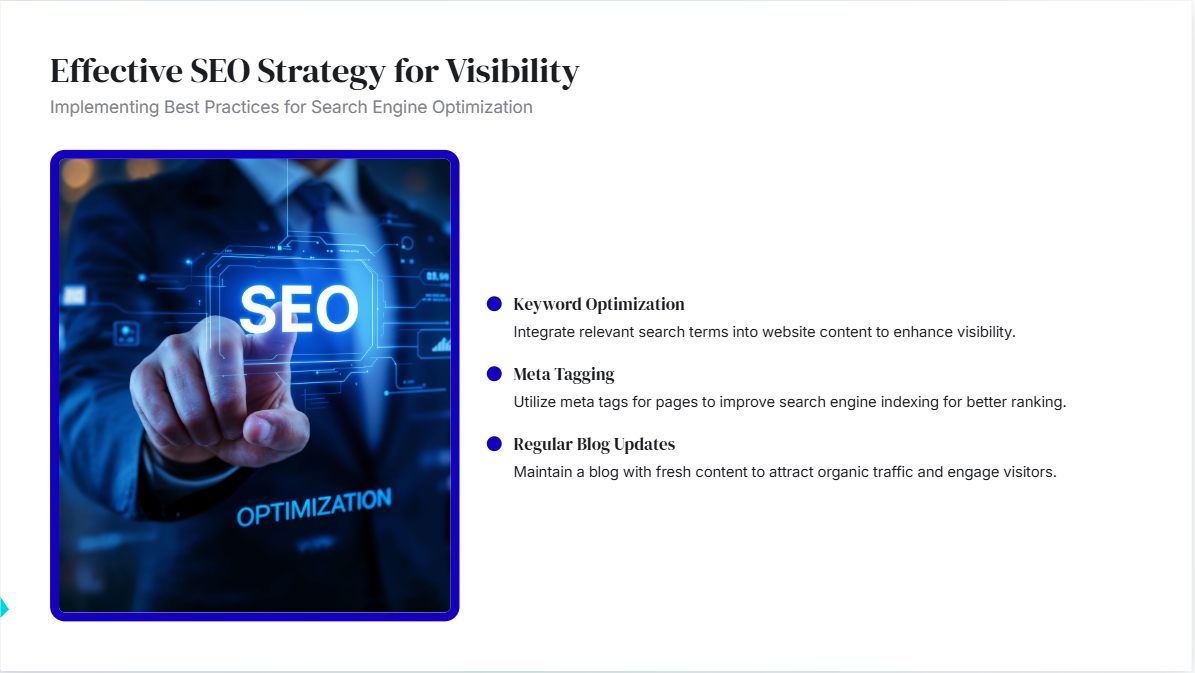 Effective SEO Strategy for Visibility
Implementing Best Practices for Search Engine Optimization
SEO
OPTIMIZATION
Keyword Optimization
Integrate relevant search terms into website content to enhance visibility.
Meta Tagging
Utilize meta tags for pages to improve search engine indexing for better ranking.
Regular Blog Updates
Maintain a blog with fresh content to attract organic traffic and engage visitors.